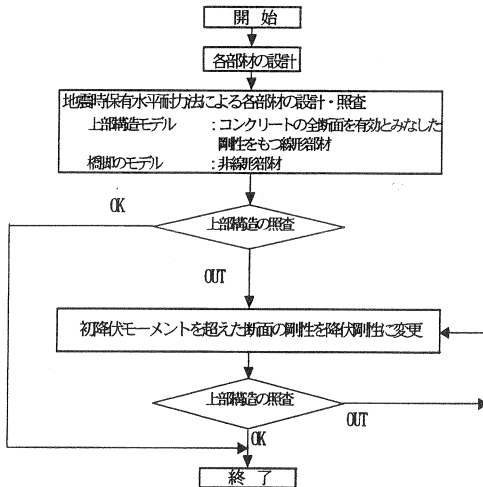 開 始
各部材の設計
地震時保有水平耐力法による各部材の設計・照査
上部構造モデル :コンクリートの全断面を有効とみなした
剛性をもつ線形部材
橋脚のモデル :非線形部材
OK
上部構造の照査
OUT
初降伏モーメントを超えた断面の剛性を降伏剛性に変更
上部構造の照査
OUT
OK
終 了